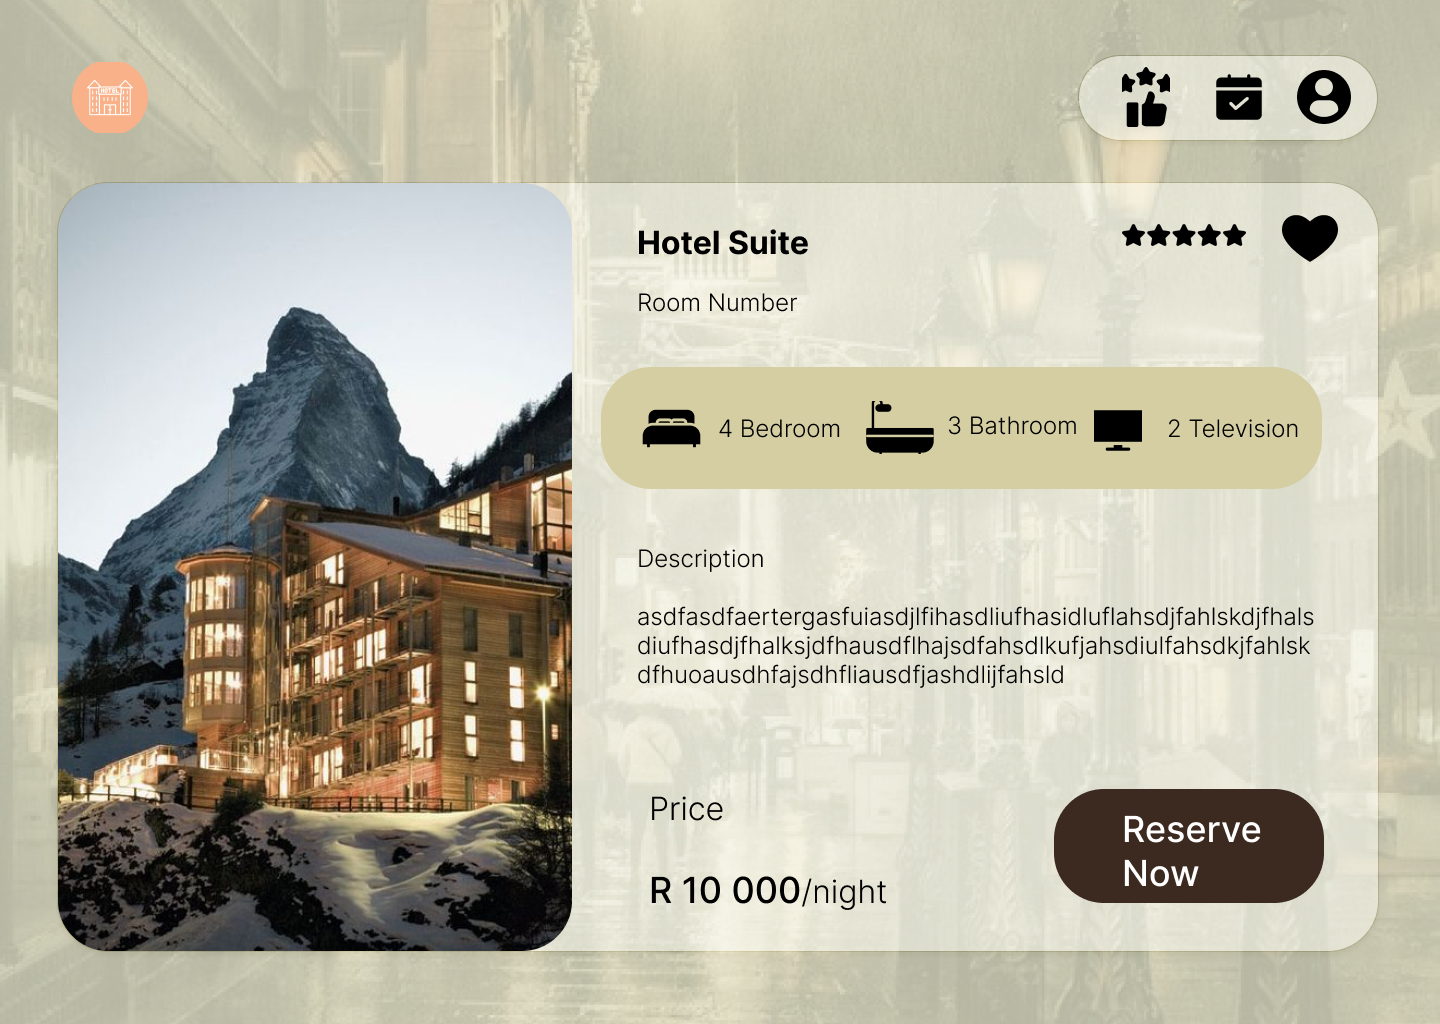 HOTEL
Hotel Suite
Room Number
4 Bedroom 3 Bathroom 2 Television
Description
asdfasdfaertergasfuiasdjlfihasdliufhasidluflahsdjfahlskdjfhals
diufhasdjfhalksjdfhausdflhajsdfahsdlkufjahsdiulfahsdkjfahlsk
dfhuoausdhfajsdhfliausdfjashdlijfahsld
Price
R 10 000/night
Reserve
Now